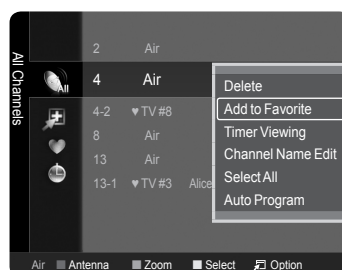 All Channels
All
2 Air
4 Air
4-2 ♥ TV #8
8 Air
13 Air
13-1 ♥ TV #3 Alice
Delete
Add to Favorite
Timer Viewing
Channel Name Edit
Select All
Auto Program
Air Antenna Zoom Select Option